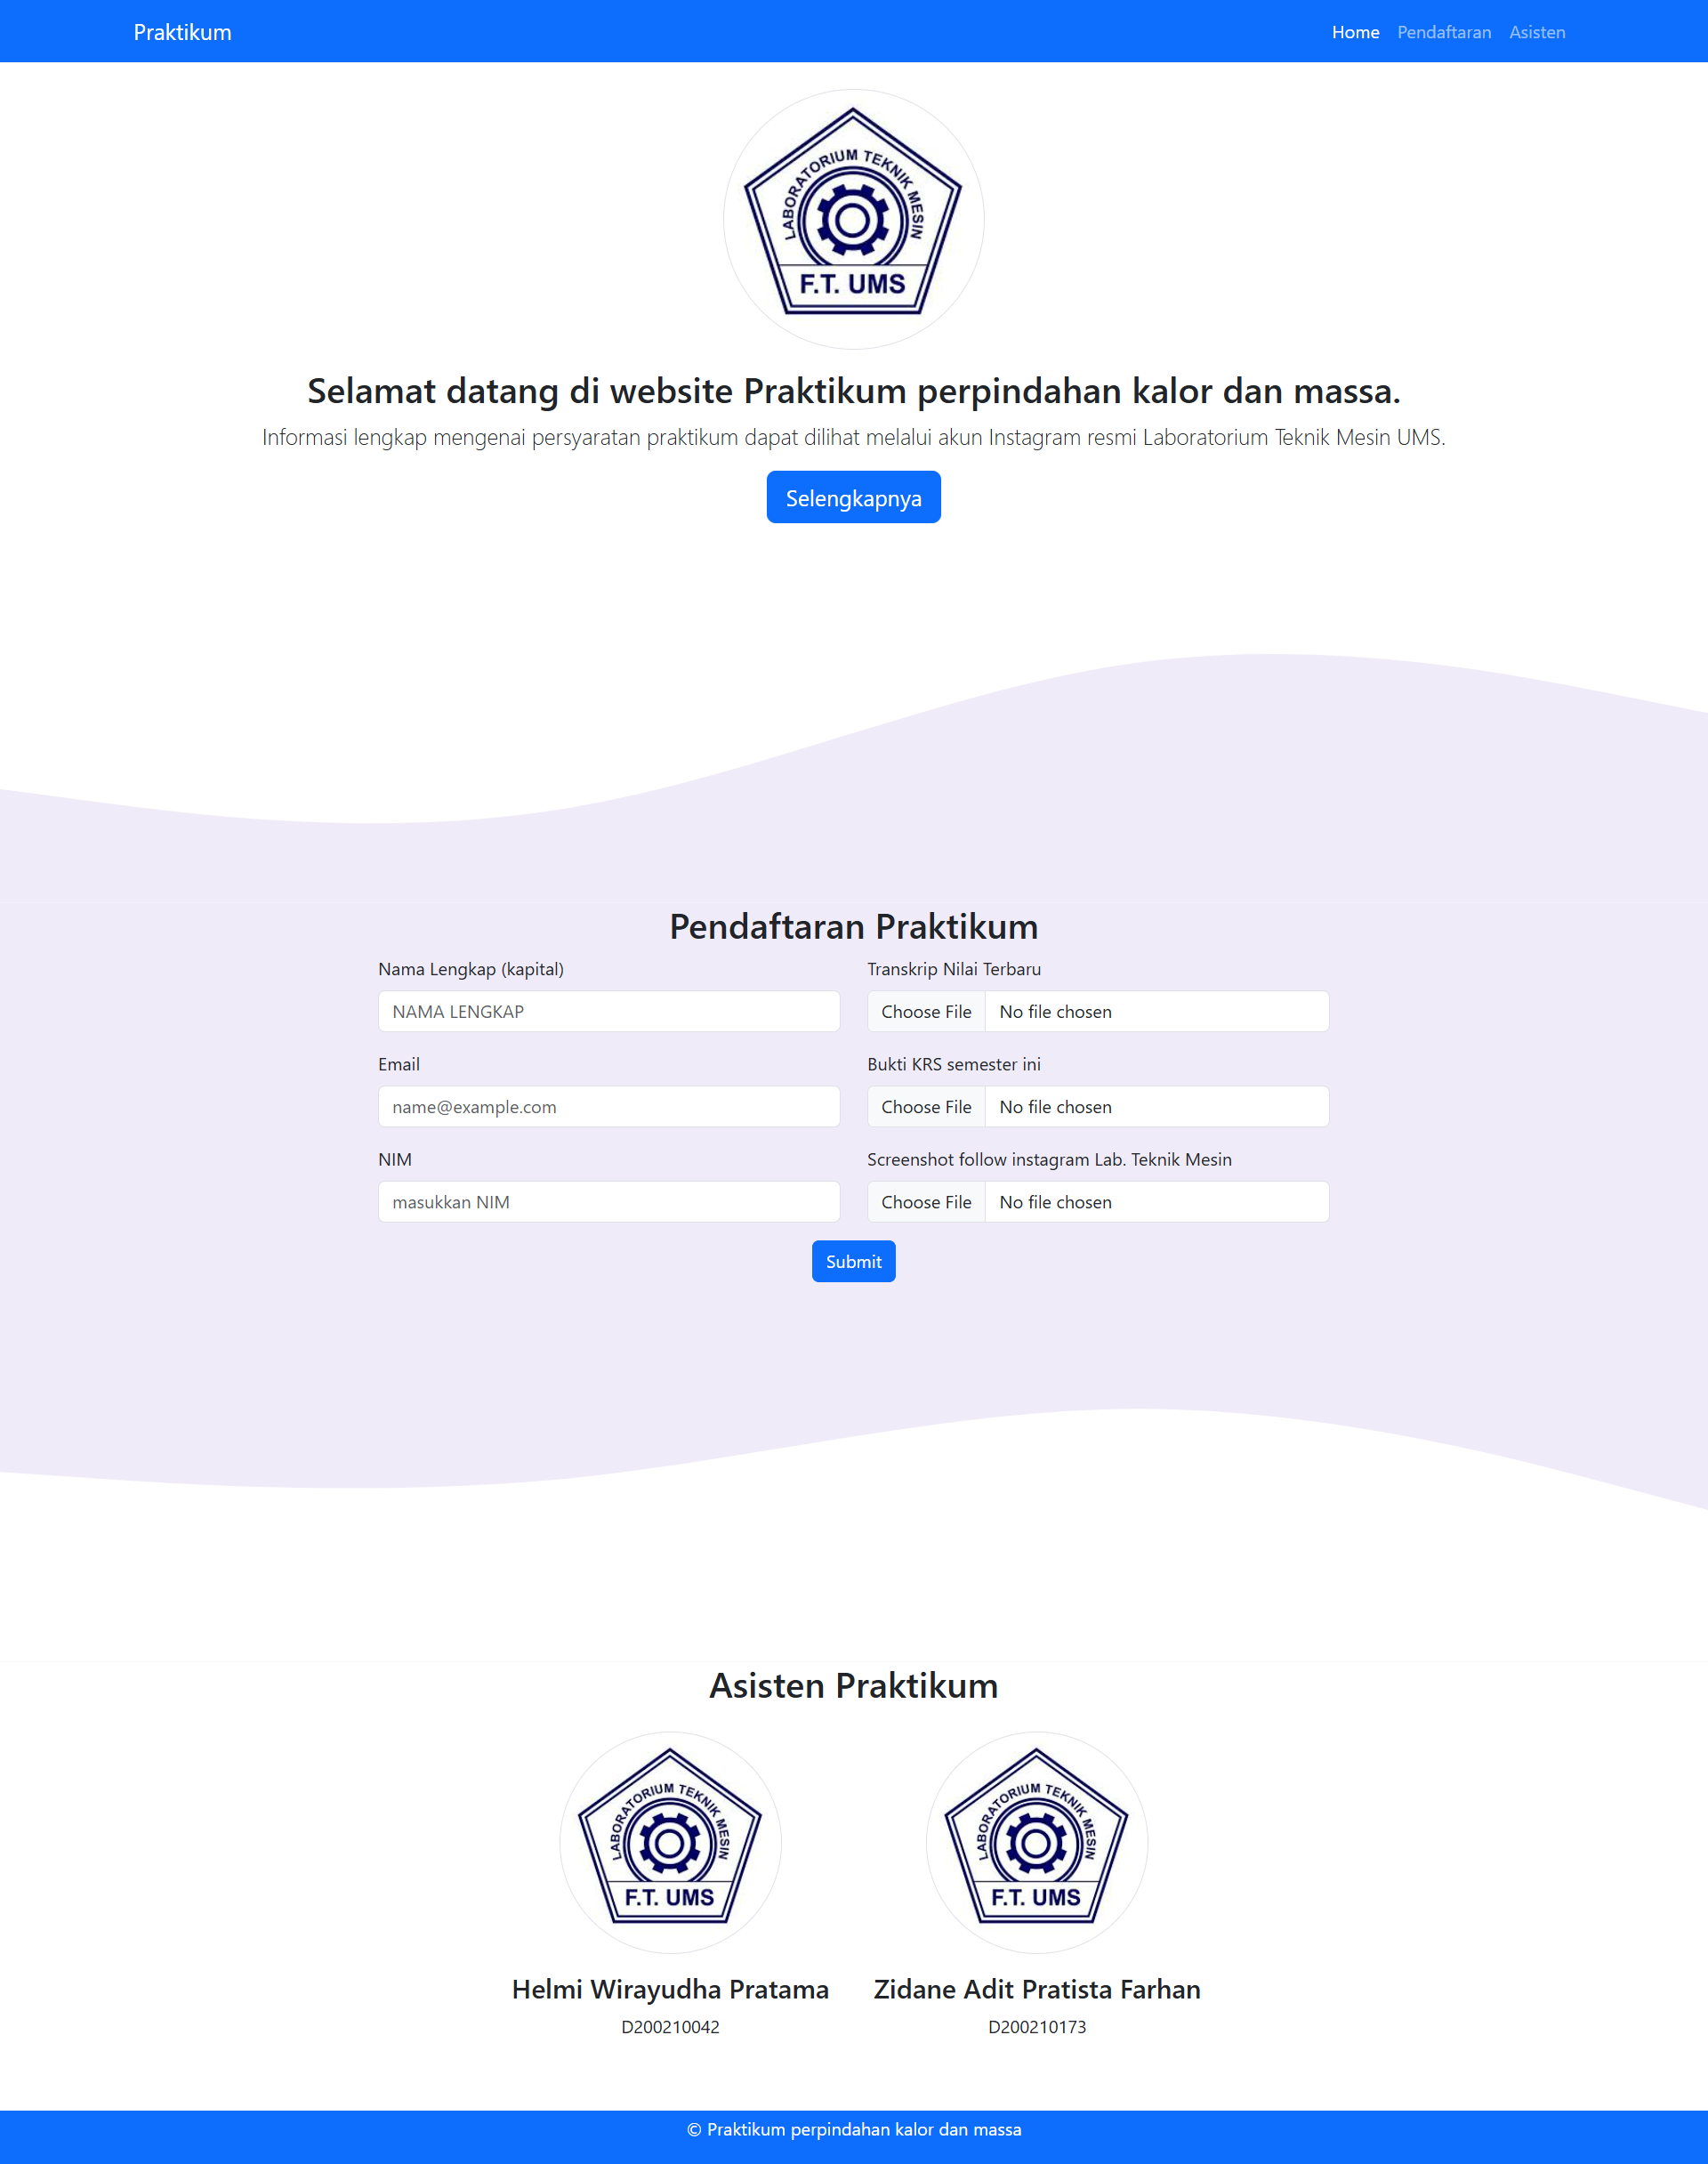 Praktikum
Home Pendaftaran Asisten
LABORATORIUM TEKNIK MESIN
F.T. UMS
Selamat datang di website Praktikum perpindahan kalor dan massa.
Informasi lengkap mengenai persyaratan praktikum dapat dilihat melalui akun Instagram resmi Laboratorium Teknik Mesin UMS.
Selengkapnya
Pendaftaran Praktikum
Nama Lengkap (kapital)
NAMA LENGKAP
Email
name@example.com
NIM
masukkan NIM
Transkrip Nilai Terbaru
Choose File No file chosen
Bukti KRS semester ini
Choose File No file chosen
Screenshot follow instagram Lab. Teknik Mesin
Choose File No file chosen
Submit
Asisten Praktikum
LABORATORIUM TEKNIK MESIN
F.T. UMS
Helmi Wirayudha Pratama
D200210042
LABORATORIUM TEKNIK MESIN
F.T. UMS
Zidane Adit Pratista Farhan
D200210173
© Praktikum perpindahan kalor dan massa